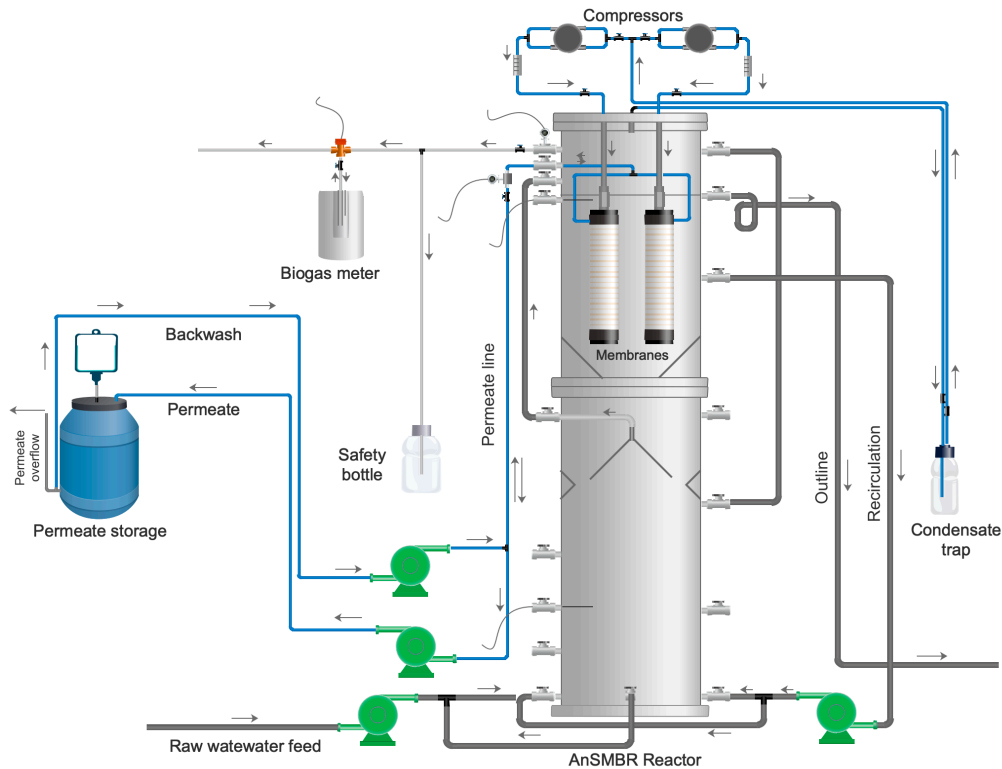 Compressors
Biogas meter
Backwash
Permeate
Permeate line
Membranes
Safety
bottle
Permeate
overflow
Permeate storage
Outline
Recirculation
Condensate
trap
Raw watewater feed
AnSMBR Reactor